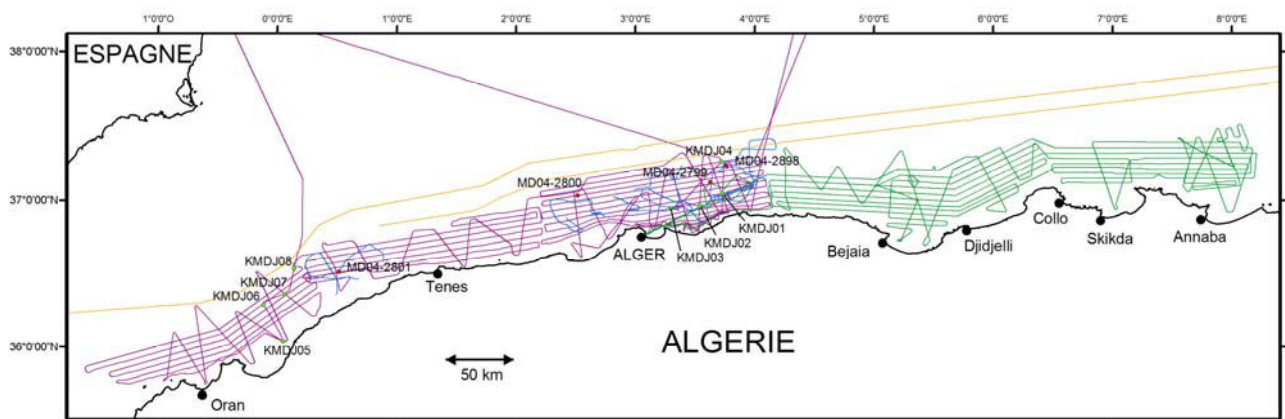 1°0'0"E 0°0'0"E 1°0'0"E 2°0'0"E 3°0'0"E 4°0'0"E 5°0'0"E 6°0'0"E 7°0'0"E 8°0'0"E
38°0'0"N
ESPAGNE
KMDJ04
MD04-2898
MD04-2799
MD04-2800
37°0'0"N
KMDJ01
KMDJ02
KMDJ03
ALGER
Bejaia
Djidjelli
Collo
Skikda
Annaba
KMDJ08
MD04-2801
KMDJ07
KMDJ06
Tenes
36°0'0"N
KMDJ05
ALGERIE
50 km
Oran